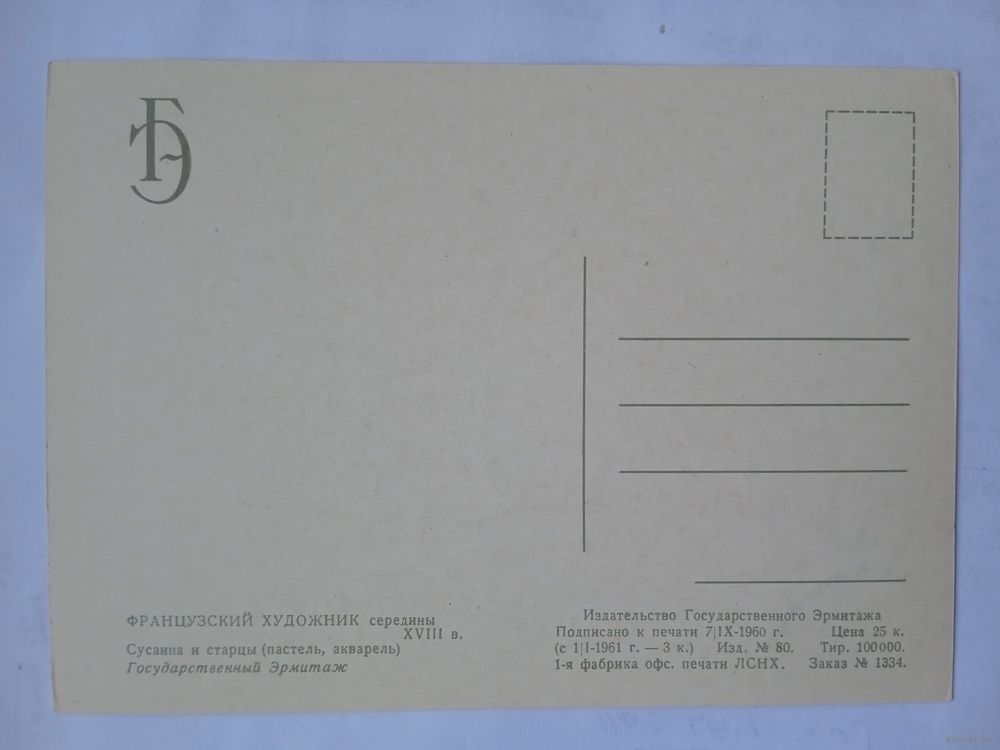 ГЭ
ФРАНЦУЗСКИЙ ХУДОЖНИК середины
XVIII в.
Сусанна и старцы (пастель, акварель)
Государственный Эрмитаж
Издательство Государственного Эрмитажа
Подписано к печати 7|IX-1960 г. Цена 25 к.
(с 1|I-1961 г. — 3 к.) Изд. № 80. Тир. 100000.
1-я фабрика офс. печати ЛСНХ. Заказ № 1334.